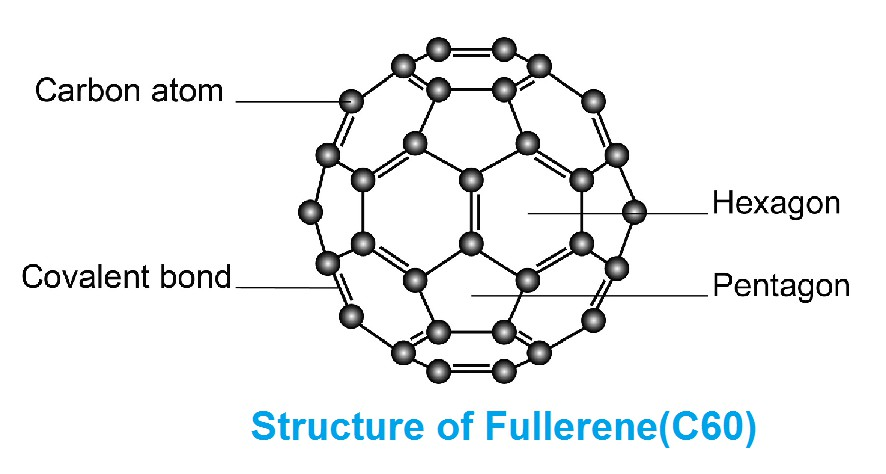 Carbon atom
Hexagon
Covalent bond
Pentagon
Structure of Fullerene(C60)